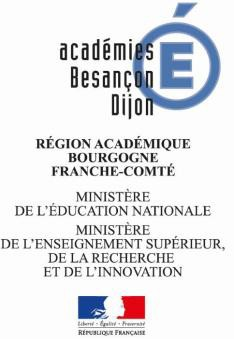 académies
Besançon
Dijon
É
RÉGION ACADÉMIQUE
BOURGOGNE
FRANCHE-COMTÉ
MINISTÈRE
DE L'ÉDUCATION NATIONALE
MINISTÈRE
DE L'ENSEIGNEMENT SUPÉRIEUR,
DE LA RECHERCHE
ET DE L'INNOVATION
Liberté • Égalité • Fraternité
RÉPUBLIQUE FRANÇAISE